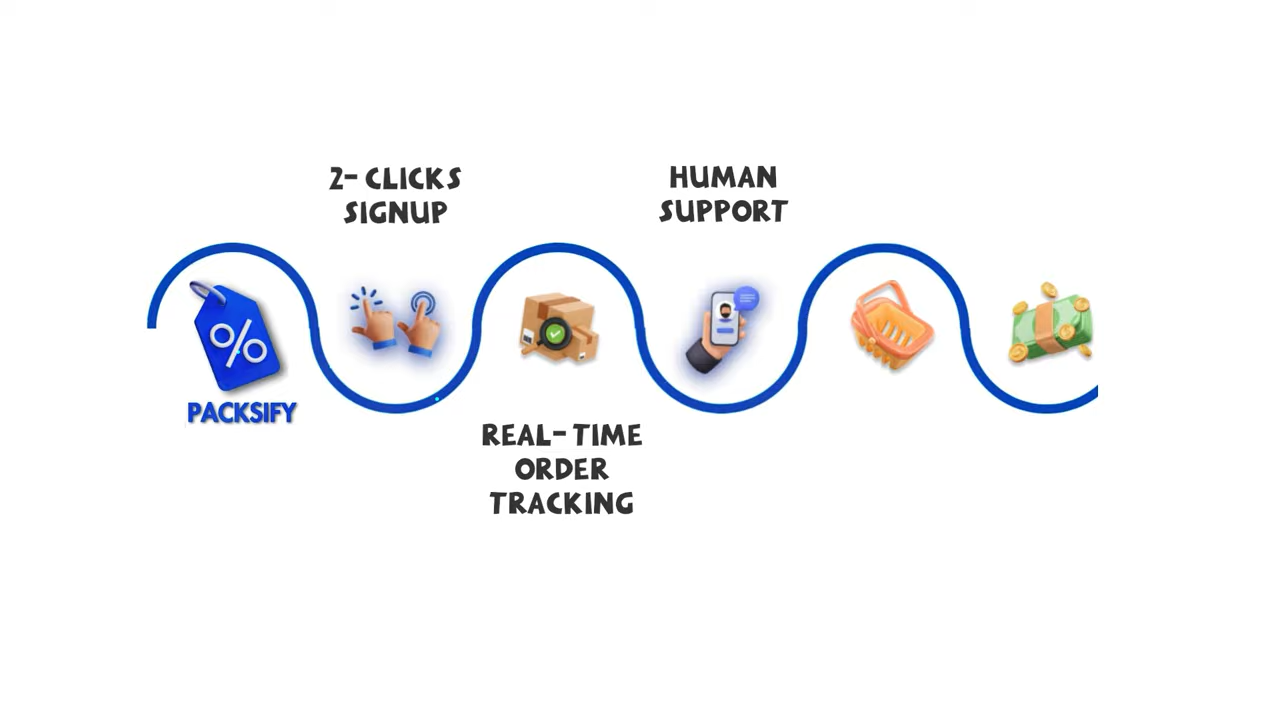 2- CLICKS
SIGNUP
HUMAN
SUPPORT
%
PACKSIFY
REAL-TIME
ORDER
TRACKING